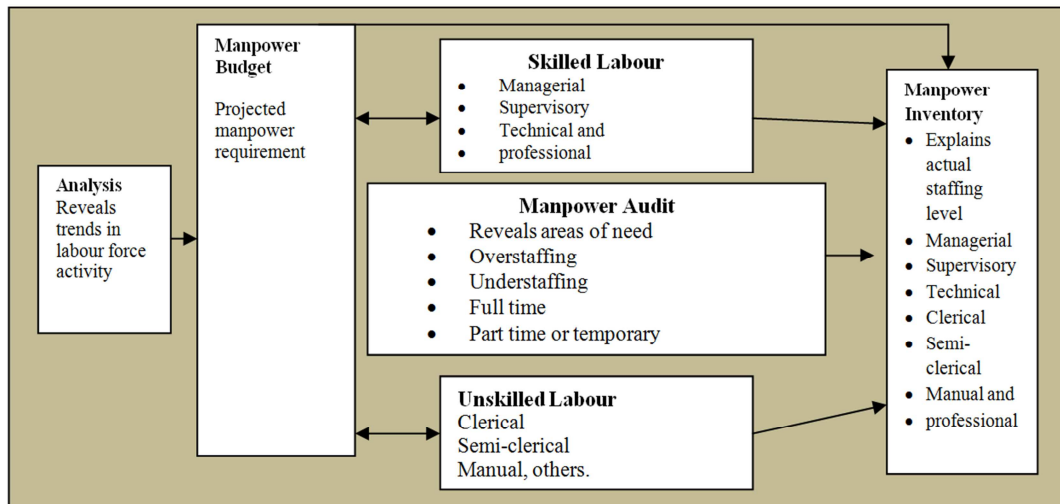 Analysis
Reveals
trends in
labour force
activity
Manpower
Budget
Projected
manpower
requirement
Skilled Labour
• Managerial
• Supervisory
• Technical and
• professional
Manpower Audit
• Reveals areas of need
• Overstaffing
• Understaffing
• Full time
• Part time or temporary
Unskilled Labour
Clerical
Semi-clerical
Manual, others.
Manpower
Inventory
• Explains
actual
staffing
level
• Managerial
• Supervisory
• Technical
• Clerical
• Semi-
clerical
• Manual and
• professional